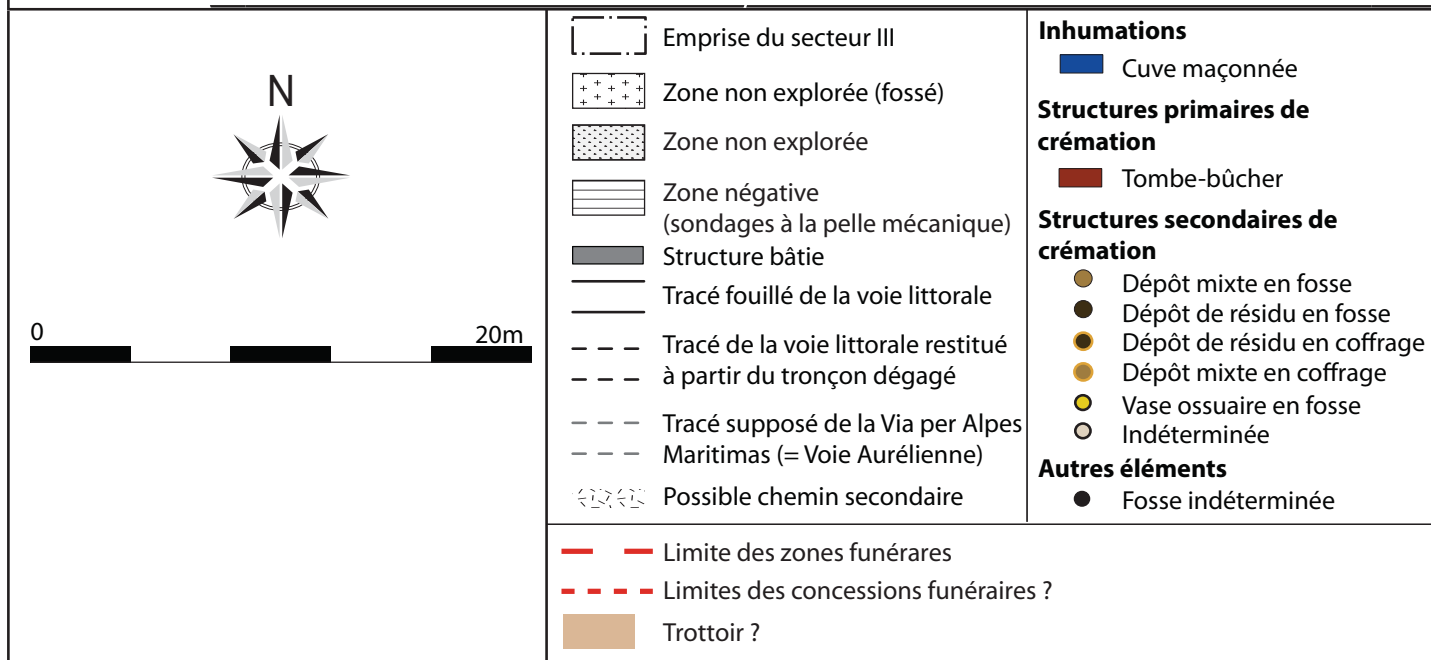 N
0
20m
Emprise du secteur III
Zone non explorée (fossé)
Zone non explorée
Zone négative
(sondages à la pelle mécanique)
Structure bâtie
Tracé fouillé de la voie littorale
Tracé de la voie littorale restitué
à partir du tronçon dégagé
Tracé supposé de la Via per Alpes
Maritimas (= Voie Aurélienne)
Possible chemin secondaire
Inhumations
Cuve maçonnée
Structures primaires de
crémation
Tombe-bûcher
Structures secondaires de
crémation
Dépôt mixte en fosse
Dépôt de résidu en fosse
Dépôt de résidu en coffrage
Dépôt mixte en coffrage
Vase ossuaire en fosse
Indéterminée
Autres éléments
Fosse indéterminée
Limite des zones funérares
Limites des concessions funéraires ?
Trottoir ?